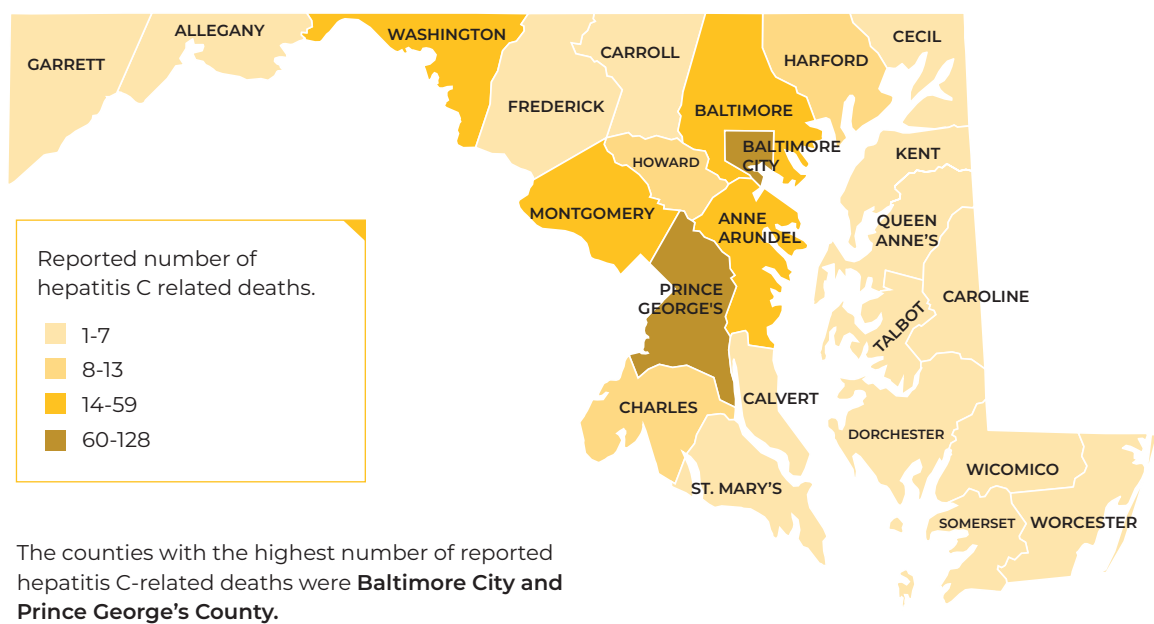 GARRETT
ALLEGANY
WASHINGTON
FREDERICK
CARROLL
BALTIMORE
BALTIMORE
CITY
HARFORD
CECIL
HOWARD
MONTGOMERY
ANNE
ARUNDEL
KENT
QUEEN
ANNE'S
CAROLINE
TALBOT
PRINCE
GEORGE'S
CALVERT
CHARLES
ST. MARY'S
DORCHESTER
WICOMICO
SOMERSET
WORCESTER
Reported number of
hepatitis C related deaths.
1-7
8-13
14-59
60-128
The counties with the highest number of reported
hepatitis C-related deaths were Baltimore City and
Prince George's County.